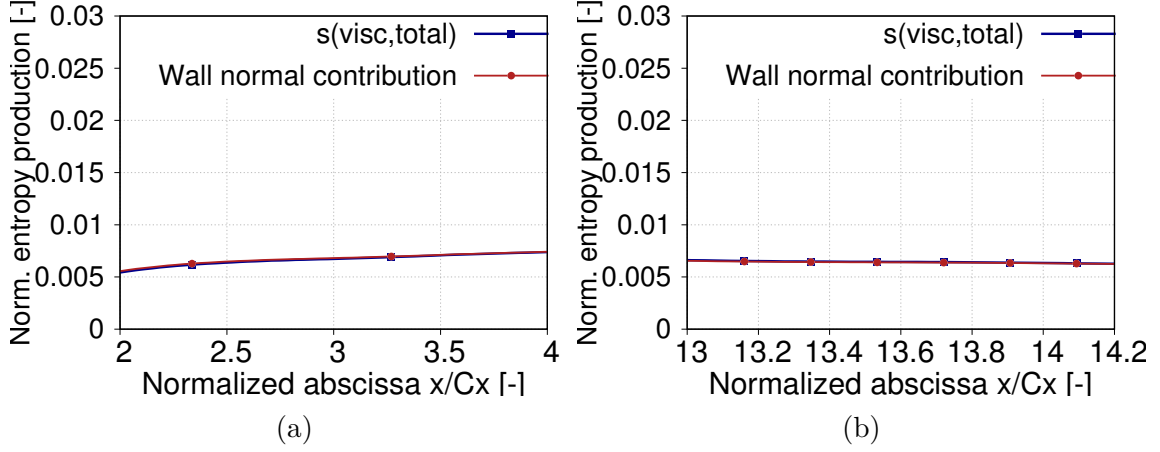 Norm. entropy production [-]
0.03
0.025
0.02
0.015
0.01
0.005
0
s(visc,total)
Wall normal contribution
2
2.5
3
3.5
4
Normalized abscissa x/Cx [-]
(a)
Norm. entropy production [-]
0.03
0.025
0.02
0.015
0.01
0.005
0
s(visc,total)
Wall normal contribution
13
13.2
13.4
13.6
13.8
14
14.2
Normalized abscissa x/Cx [-]
(b)